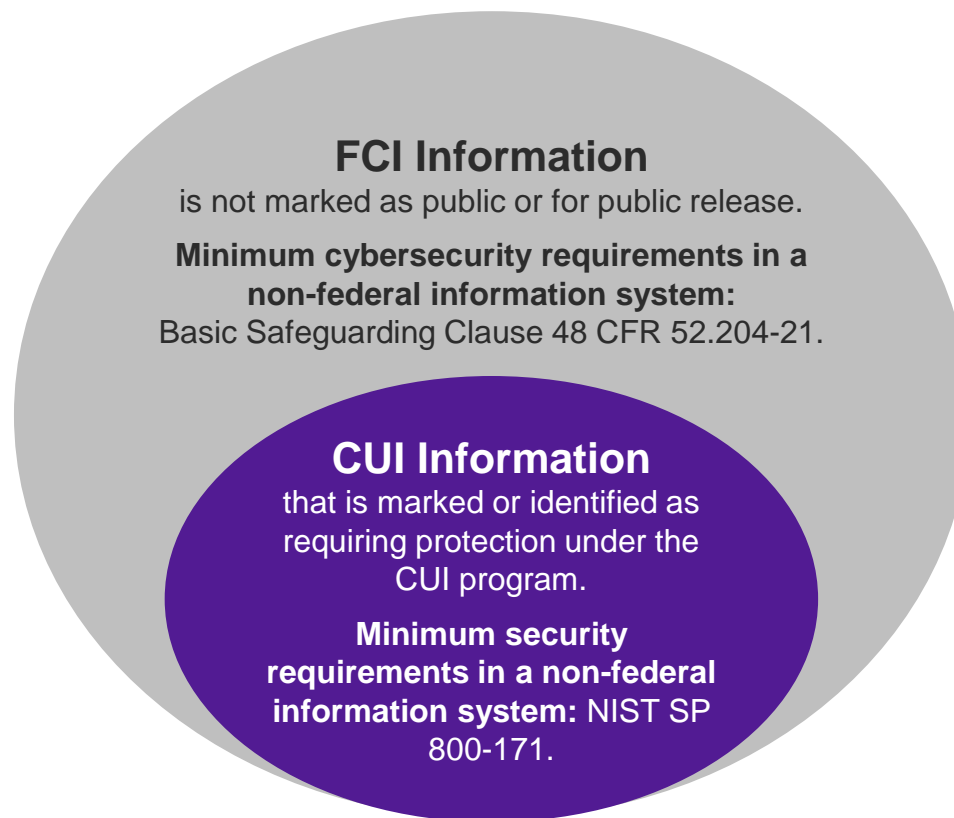 FCI Information
is not marked as public or for public release.
Minimum cybersecurity requirements in a
non-federal information system:
Basic Safeguarding Clause 48 CFR 52.204-21.
CUI Information
that is marked or identified as
requiring protection under the
CUI program.
Minimum security
requirements in a non-federal
information system: NIST SP
800-171.